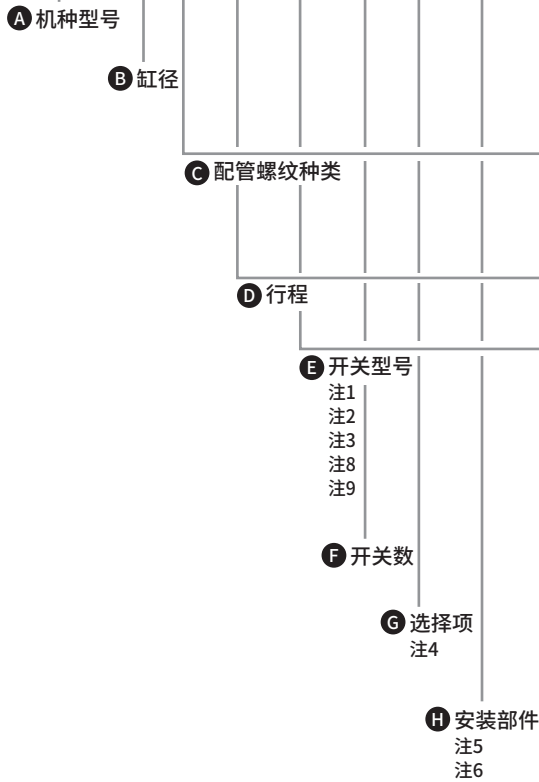 A 机种型号
B 缸径
C 配管螺纹种类
D 行程
E 开关型号
注1
注2
注3
注8
注9
F 开关数
G 选择项
注4
H 安装部件
注5
注6